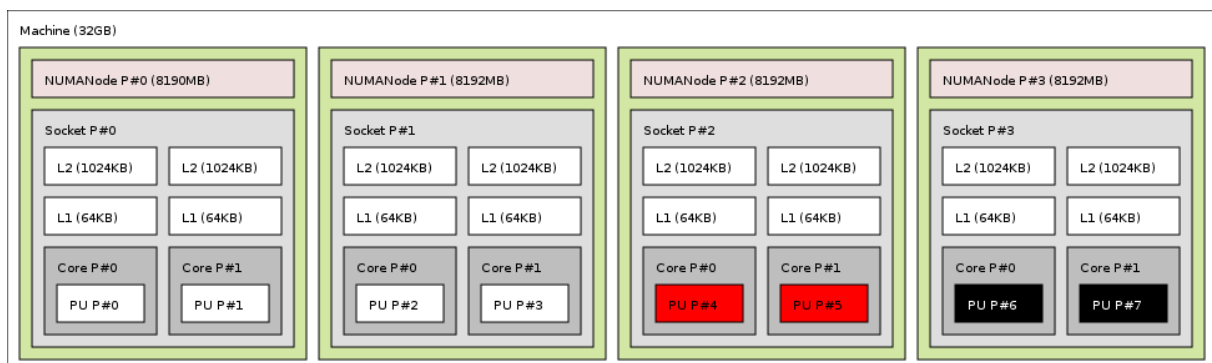 Machine (32GB)
NUMANode P#0 (8190MB)
Socket P#0
L2 (1024KB)
L2 (1024KB)
L1 (64KB)
L1 (64KB)
Core P#0
PU P#0
Core P#1
PU P#1
NUMANode P#1 (8192MB)
Socket P#1
L2 (1024KB)
L2 (1024KB)
L1 (64KB)
L1 (64KB)
Core P#0
PU P#2
Core P#1
PU P#3
NUMANode P#2 (8192MB)
Socket P#2
L2 (1024KB)
L2 (1024KB)
L1 (64KB)
L1 (64KB)
Core P#0
PU P#4
Core P#1
PU P#5
NUMANode P#3 (8192MB)
Socket P#3
L2 (1024KB)
L2 (1024KB)
L1 (64KB)
L1 (64KB)
Core P#0
PU P#6
Core P#1
PU P#7